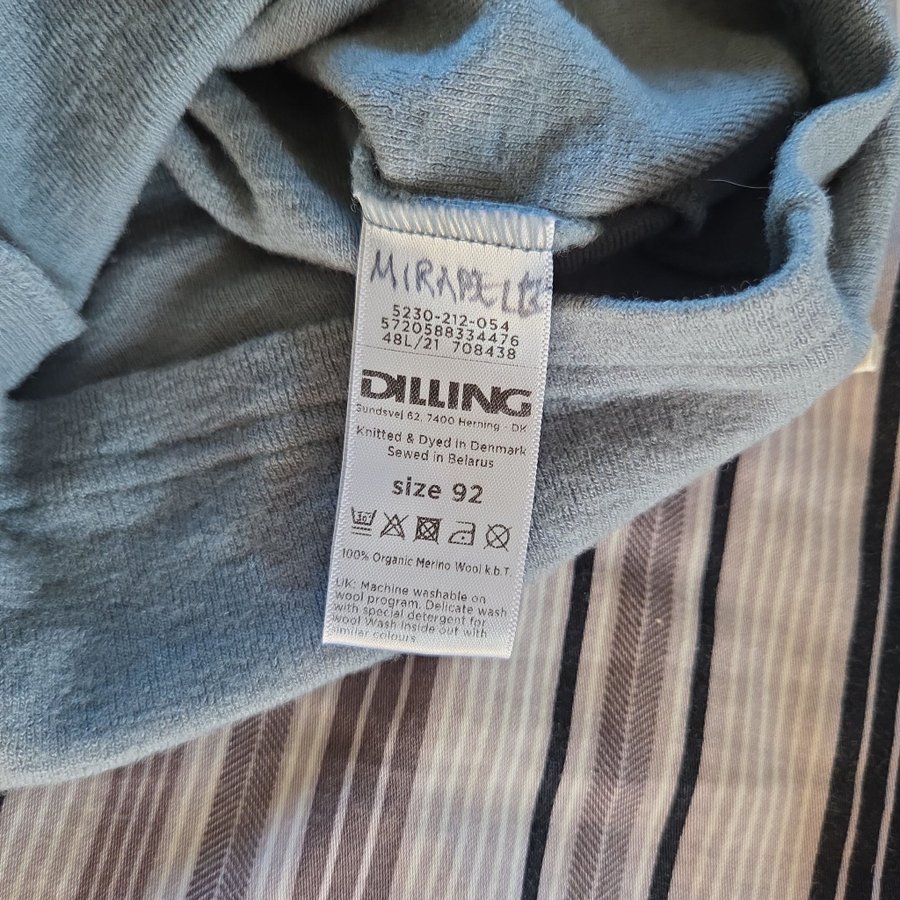 5230-212-054
5720588334476
48L/21 708438
DILLING
Sundsvej 62, 7400 Herning - DK
Knitted & Dyed in Denmark
Sewed in Belarus
size 92
30°
100% Organic Merino Wool k.b.T.
UK: Machine washable on
wool program. Delicate wash
with special detergent for
wool Wash inside out with
similar colours.